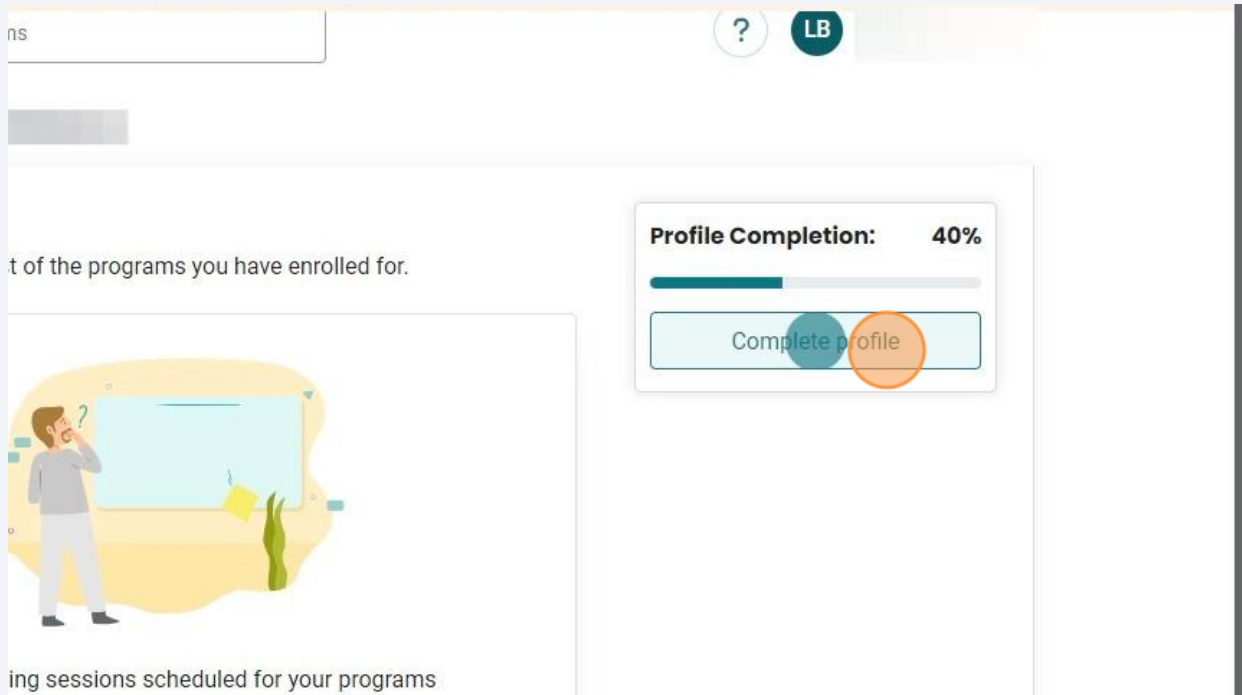 ns
? LB
Profile Completion: 40%
t of the programs you have enrolled for.
Complete profile
?
ing sessions scheduled for your programs